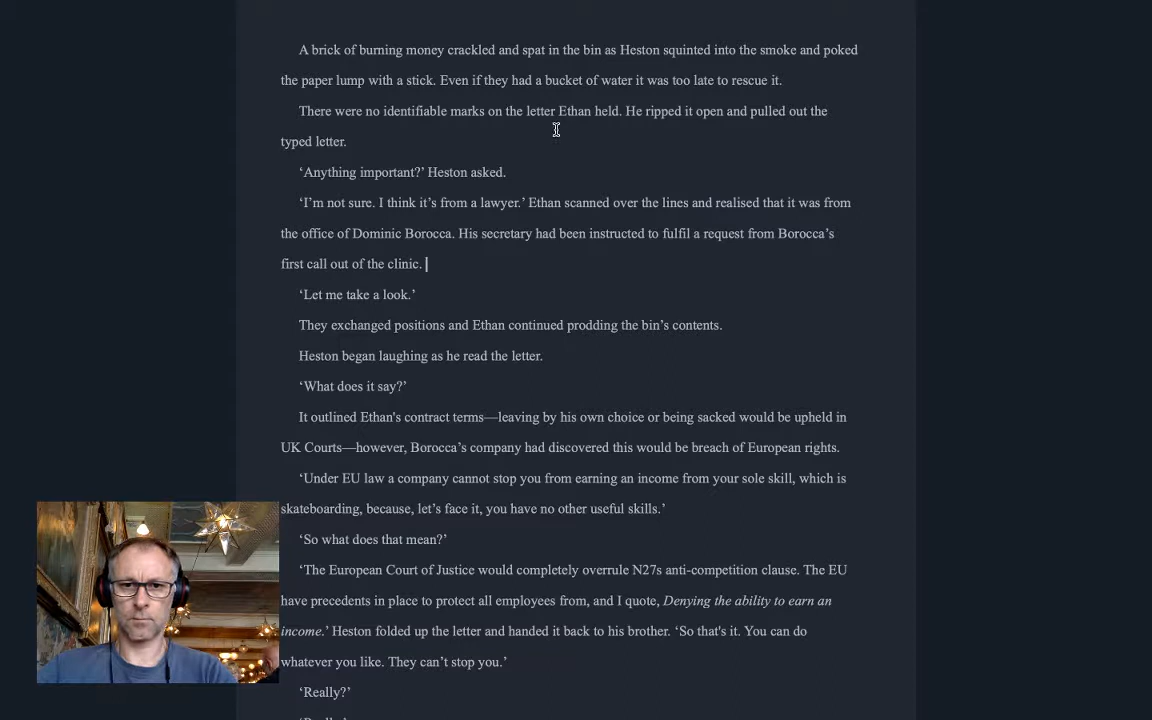 A brick of burning money crackled and spat in the bin as Heston squinted into the smoke and poked
the paper lump with a stick. Even if they had a bucket of water it was too late to rescue it.
There were no identifiable marks on the letter Ethan held. He ripped it open and pulled out the
typed letter.
‘Anything important?’ Heston asked.
‘I’m not sure. I think it’s from a lawyer.’ Ethan scanned over the lines and realised that it was from
the office of Dominic Borocca. His secretary had been instructed to fulfil a request from Borocca’s
first call out of the clinic.
‘Let me take a look.’
They exchanged positions and Ethan continued prodding the bin’s contents.
Heston began laughing as he read the letter.
‘What does it say?’
It outlined Ethan's contract terms—leaving by his own choice or being sacked would be upheld in
UK Courts—however, Borocca’s company had discovered this would be breach of European rights.
‘Under EU law a company cannot stop you from earning an income from your sole skill, which is
skateboarding, because, let’s face it, you have no other useful skills.’
‘So what does that mean?’
‘The European Court of Justice would completely overrule N27s anti-competition clause. The EU
have precedents in place to protect all employees from, and I quote, Denying the ability to earn an
income.’ Heston folded up the letter and handed it back to his brother. ‘So that's it. You can do
whatever you like. They can’t stop you.’
‘Really?’